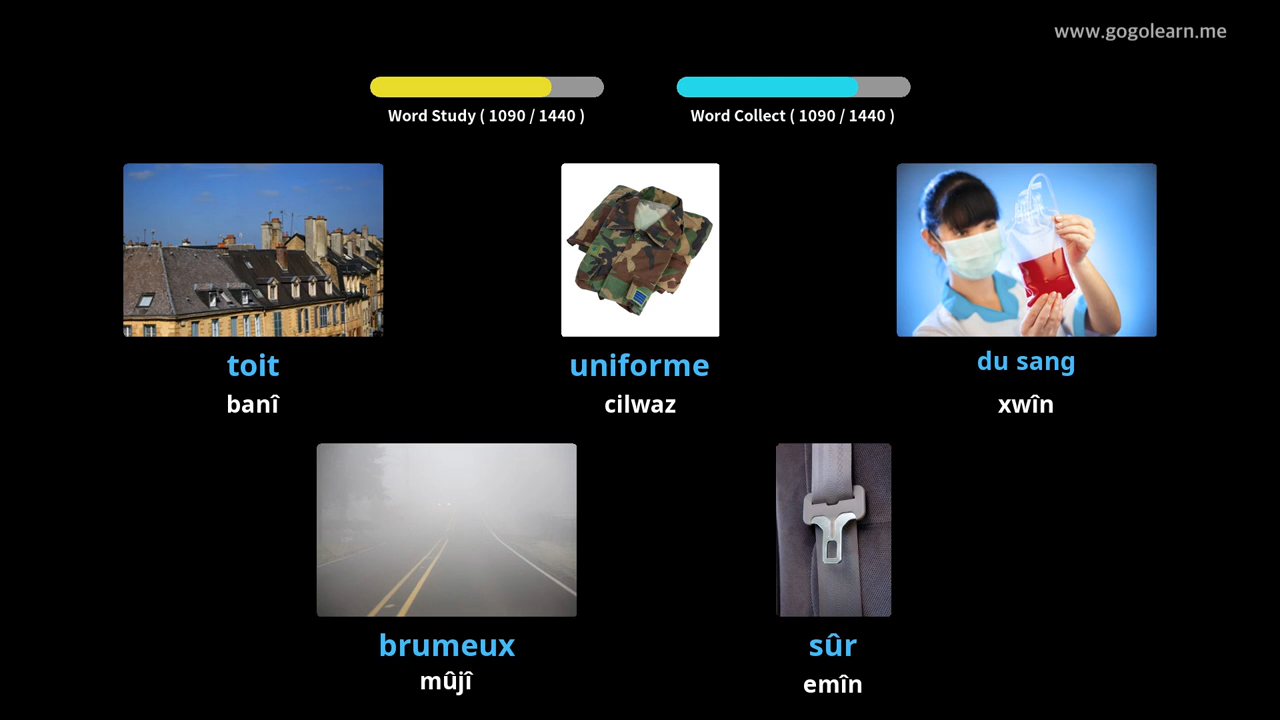 www.gogolearn.me
Word Study ( 1090 / 1440 )
Word Collect ( 1090 / 1440 )
toit
uniforme
du sang
banî
cilwaz
xwîn
brumeux
sûr
mûjî
emîn